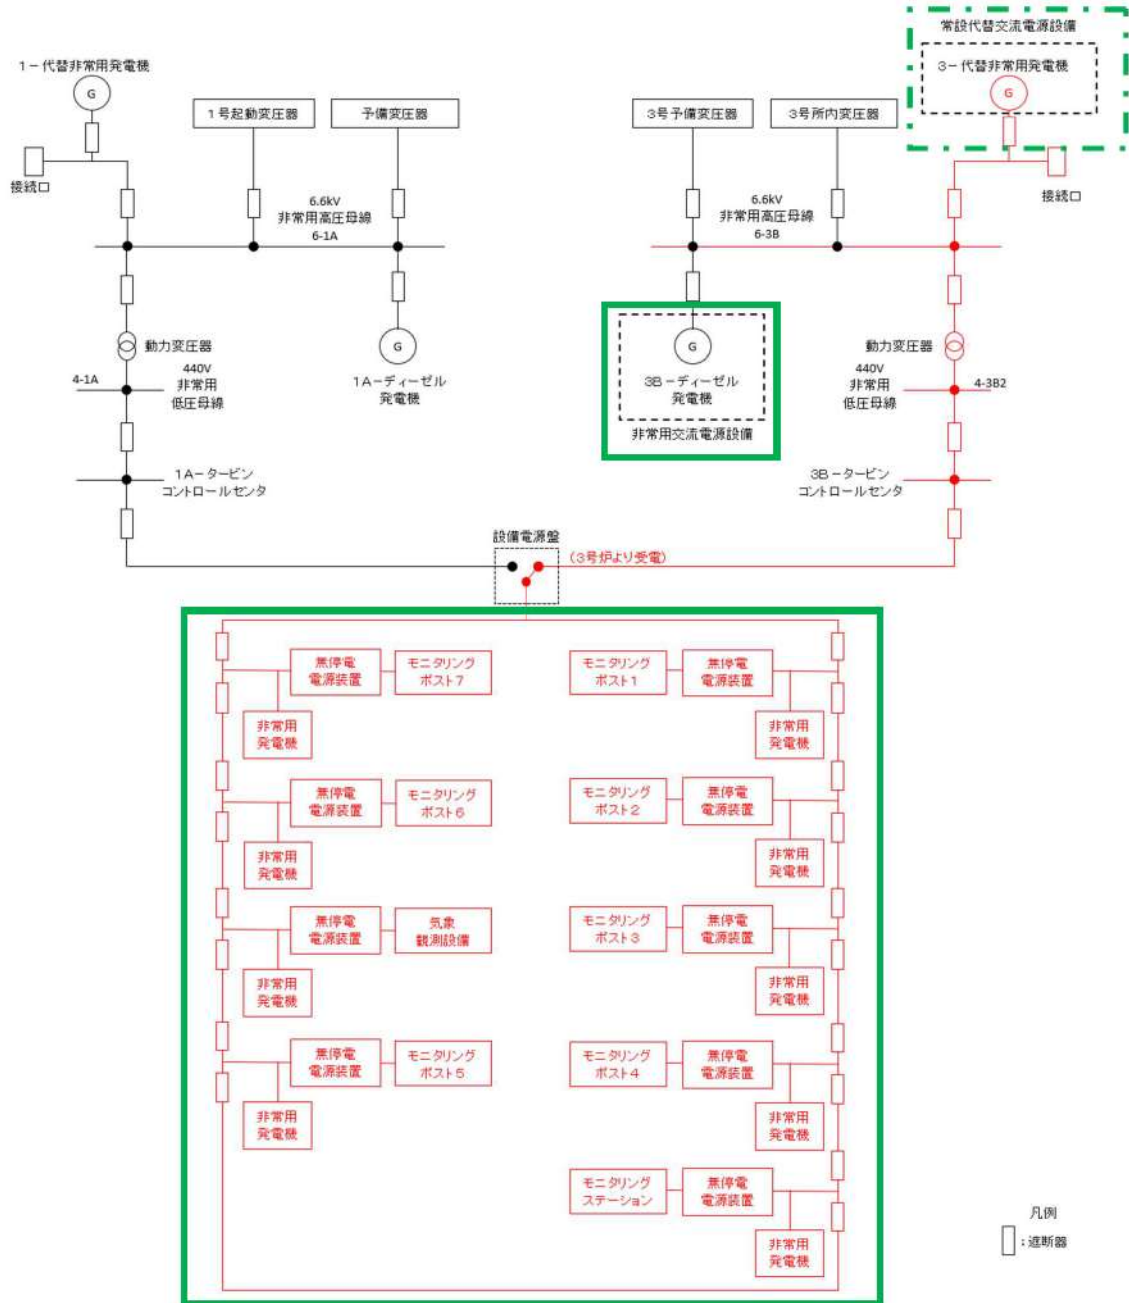 常設代替交流電源設備
1－代替非常用発電機
G
3－代替非常用発電機
G
1号起動変圧器
予備変圧器
3号予備変圧器
3号所内変圧器
接続口
接続口
6.6kV
非常用高圧母線
6-1A
6.6kV
非常用高圧母線
6-3B
動力変圧器
G
1A－ディーゼル
発電機
G
3B－ディーゼル
発電機
非常用交流電源設備
動力変圧器
4-1A
440V
非常用
低圧母線
440V
非常用
低圧母線
4-3B2
1A－タービン
コントロールセンタ
3B－タービン
コントロールセンタ
設備電源盤
（3号炉より受電）
無停電
電源装置
モニタリング
ポスト7
非常用
発電機
モニタリング
ポスト1
無停電
電源装置
非常用
発電機
無停電
電源装置
モニタリング
ポスト6
非常用
発電機
モニタリング
ポスト2
無停電
電源装置
非常用
発電機
無停電
電源装置
気象
観測設備
非常用
発電機
モニタリング
ポスト3
無停電
電源装置
非常用
発電機
無停電
電源装置
モニタリング
ポスト5
非常用
発電機
モニタリング
ポスト4
無停電
電源装置
非常用
発電機
モニタリング
ステーション
無停電
電源装置
非常用
発電機
凡例
：遮断器